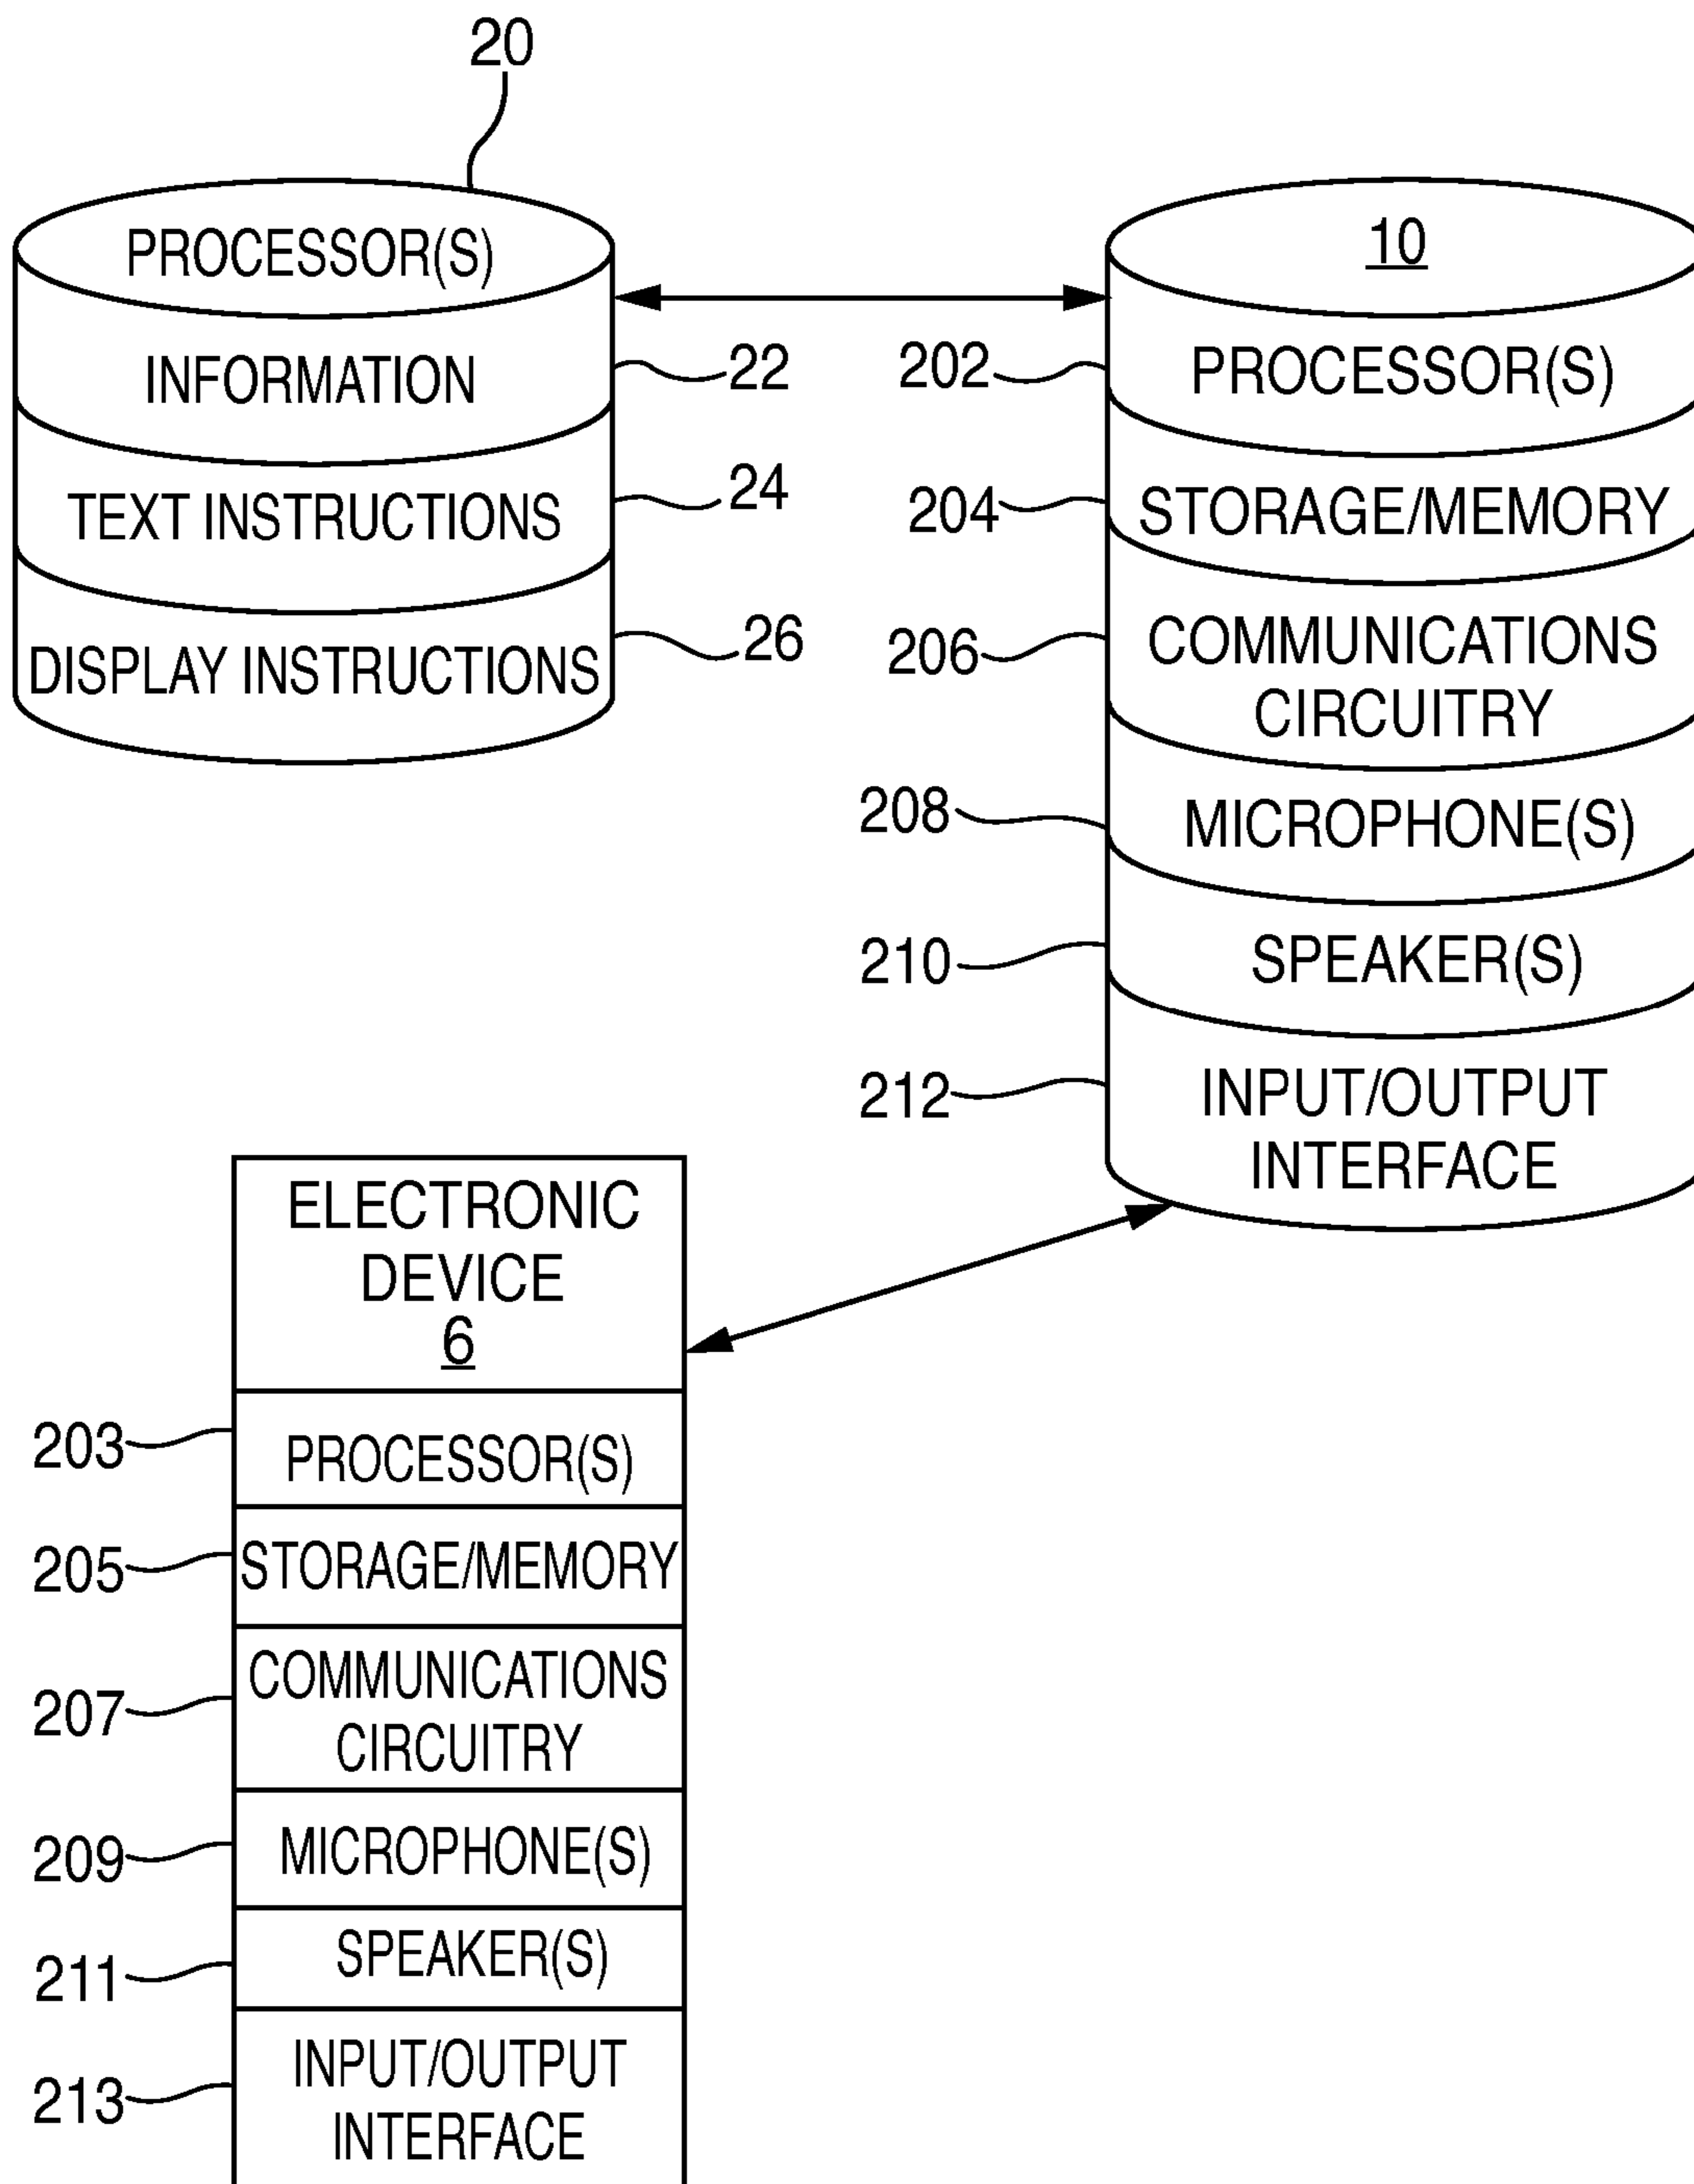 20
PROCESSOR(S)
INFORMATION
22
TEXT INSTRUCTIONS
24
DISPLAY INSTRUCTIONS
26
10
202
PROCESSOR(S)
204
STORAGE/MEMORY
206
COMMUNICATIONS
CIRCUITRY
208
MICROPHONE(S)
210
SPEAKER(S)
212
INPUT/OUTPUT
INTERFACE
ELECTRONIC
DEVICE
6
203
PROCESSOR(S)
205
STORAGE/MEMORY
207
COMMUNICATIONS
CIRCUITRY
209
MICROPHONE(S)
211
SPEAKER(S)
213
INPUT/OUTPUT
INTERFACE